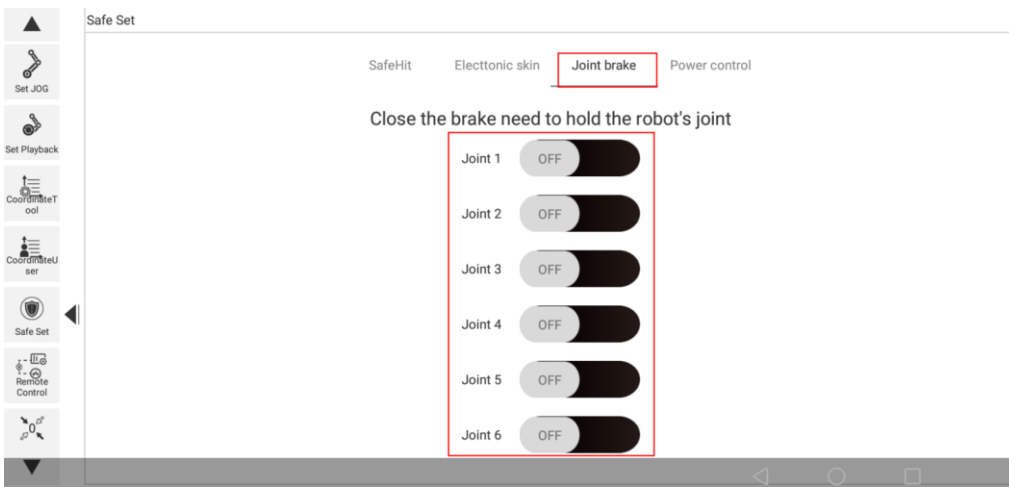 Safe Set
SafeHit
Electtonic skin
Joint brake
Power control
Set JOG
Set Playback
CoordinateT
ool
CoordinateU
ser
Safe Set
Remote
Control
0
Close the brake need to hold the robot's joint
Joint 1 OFF
Joint 2 OFF
Joint 3 OFF
Joint 4 OFF
Joint 5 OFF
Joint 6 OFF